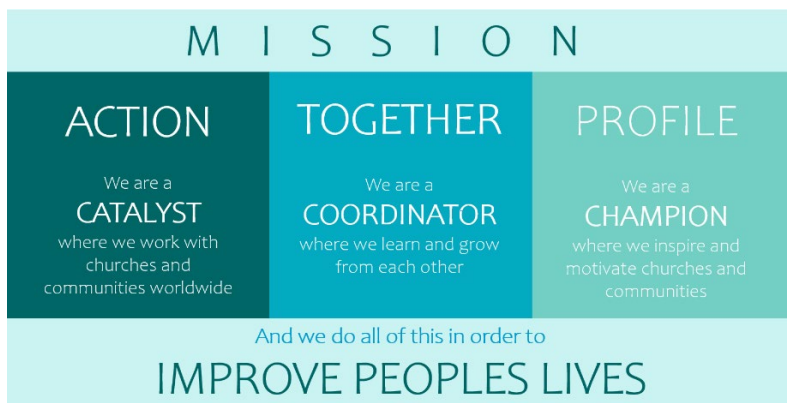 MISSION
ACTION
We are a
CATALYST
where we work with
churches and
communities worldwide
TOGETHER
We are a
COORDINATOR
where we learn and grow
from each other
PROFILE
We are a
CHAMPION
where we inspire and
motivate churches and
communities
And we do all of this in order to
IMPROVE PEOPLES LIVES